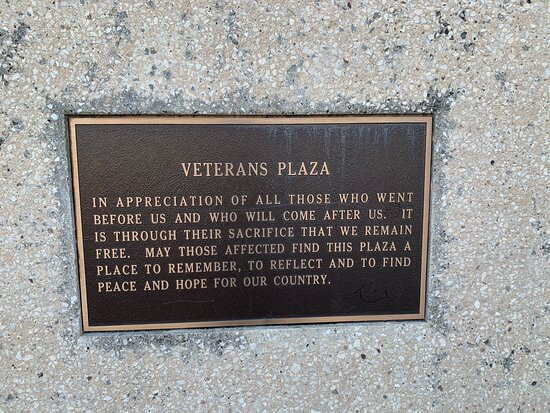 VETERANS PLAZA
IN APPRECIATION OF ALL THOSE WHO WENT
BEFORE US AND WHO WILL COME AFTER US. IT
IS THROUGH THEIR SACRIFICE THAT WE REMAIN
FREE. MAY THOSE AFFECTED FIND THIS PLAZA A
PLACE TO REMEMBER, TO REFLECT AND TO FIND
PEACE AND HOPE FOR OUR COUNTRY.